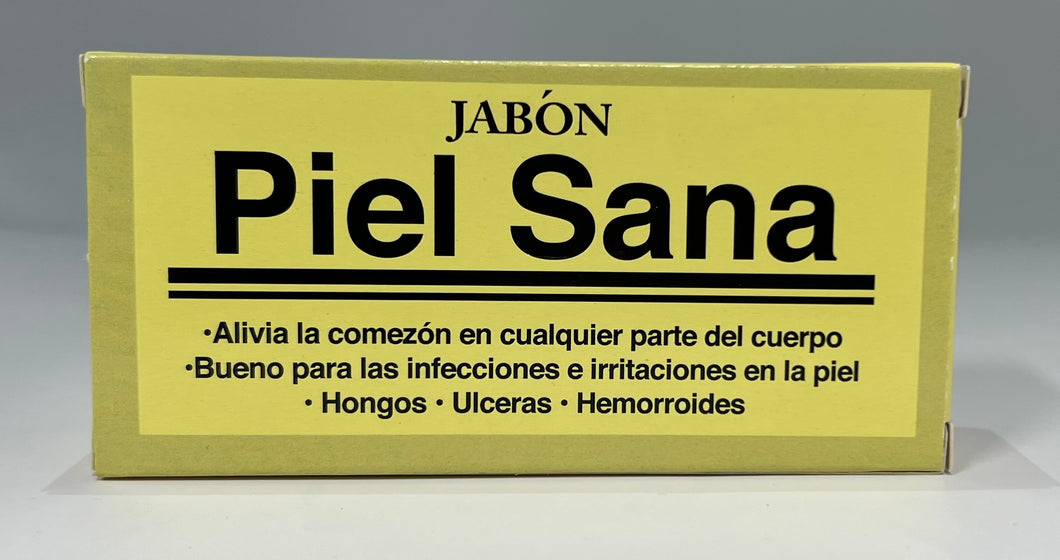 JABÓN
Piel Sana
•Alivia la comezón en cualquier parte del cuerpo
•Bueno para las infecciones e irritaciones en la piel
• Hongos • Ulceras • Hemorroides